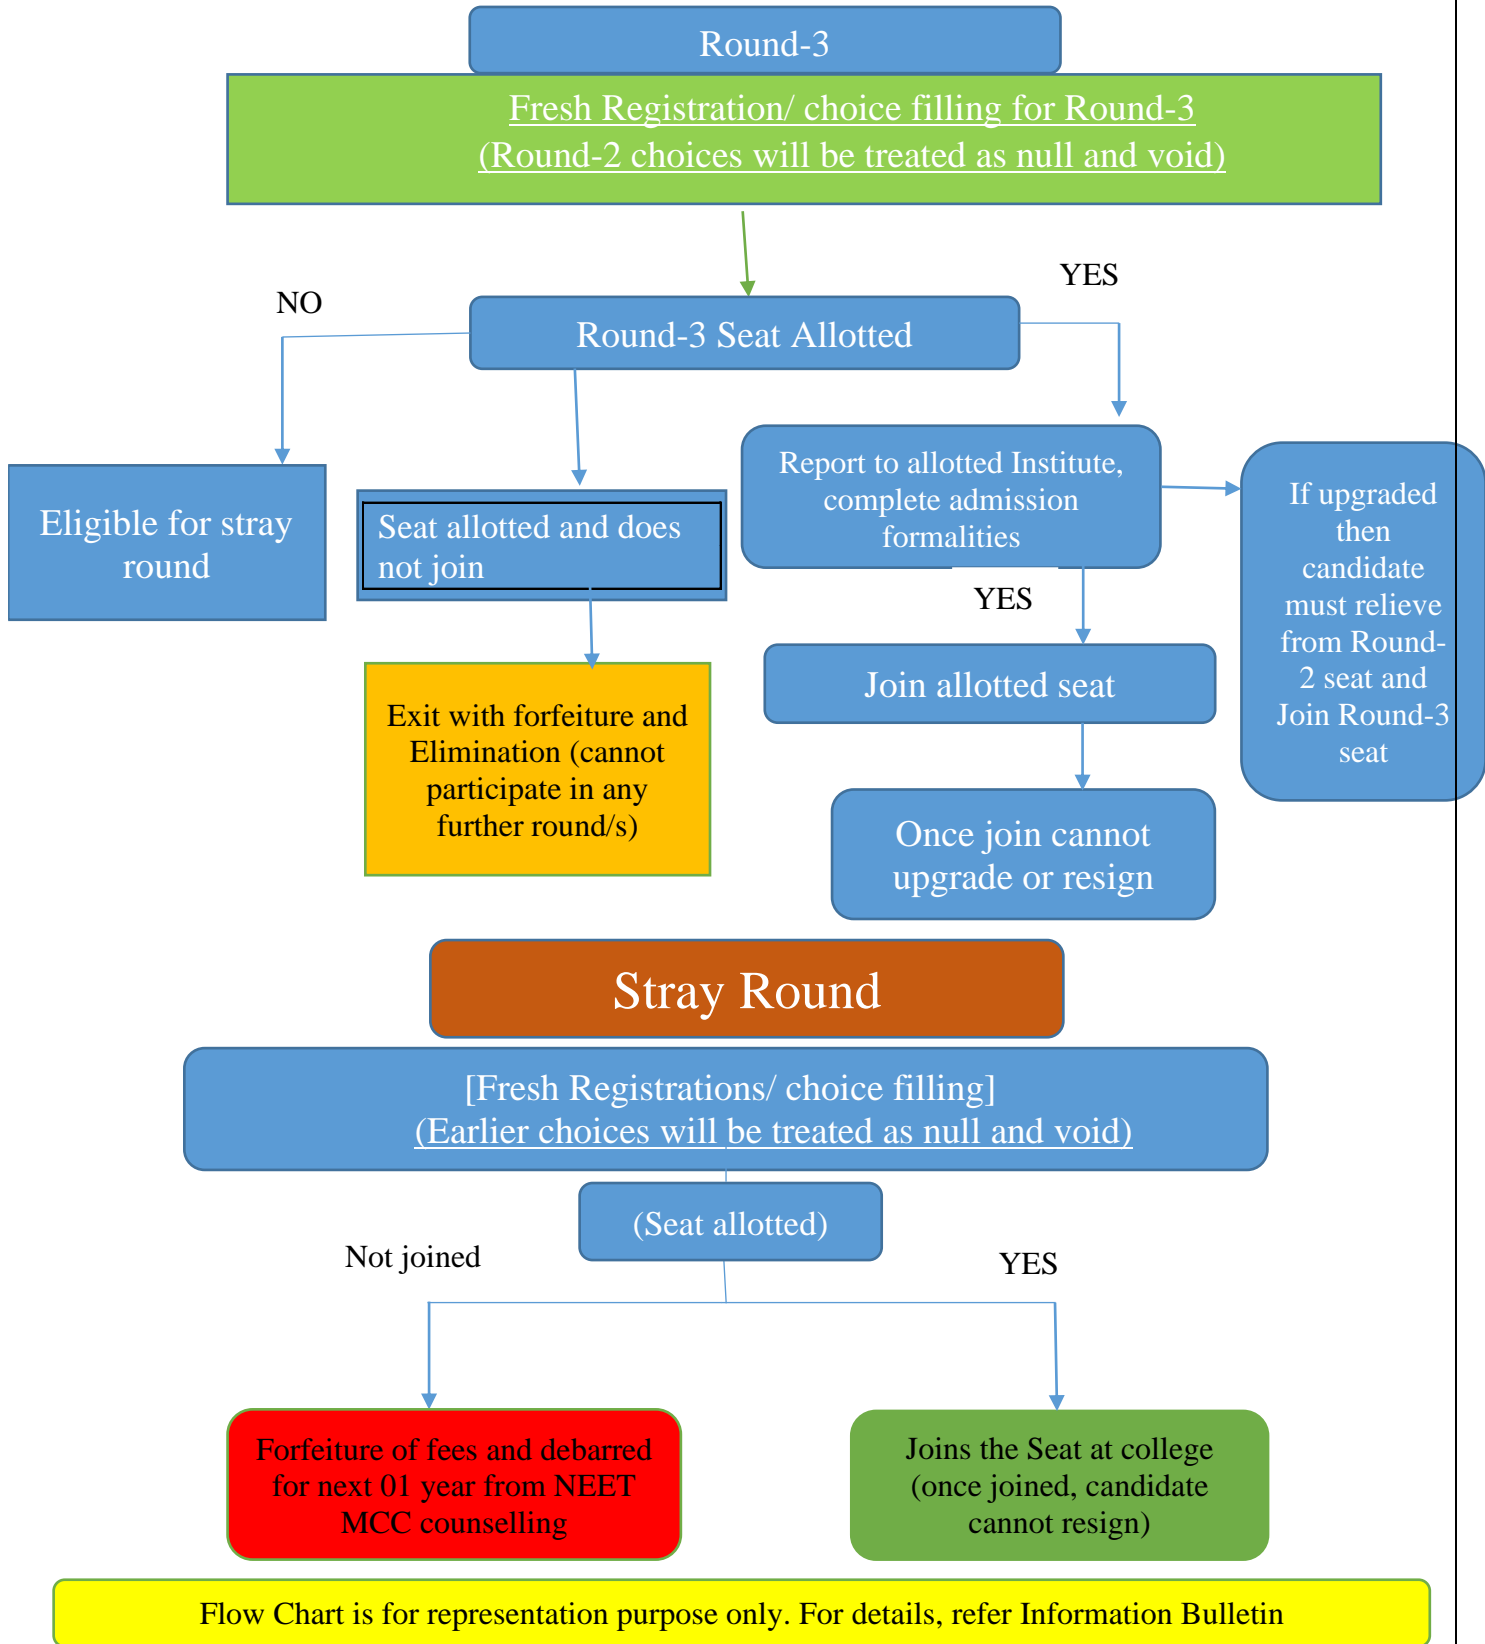 Round-3
Fresh Registration/ choice filling for Round-3
(Round-2 choices will be treated as null and void)
NO
YES
Round-3 Seat Allotted
Eligible for stray
round
Seat allotted and does
not join
Report to allotted Institute,
complete admission
formalities
If upgraded
then
candidate
must relieve
from Round-
2 seat and
Join Round-3
seat
YES
Exit with forfeiture and
Elimination (cannot
participate in any
further round/s)
Join allotted seat
Once join cannot
upgrade or resign
Stray Round
[Fresh Registrations/ choice filling]
(Earlier choices will be treated as null and void)
(Seat allotted)
Not joined
YES
Forfeiture of fees and debarred
for next 01 year from NEET
MCC counselling
Joins the Seat at college
(once joined, candidate
cannot resign)
Flow Chart is for representation purpose only. For details, refer Information Bulletin